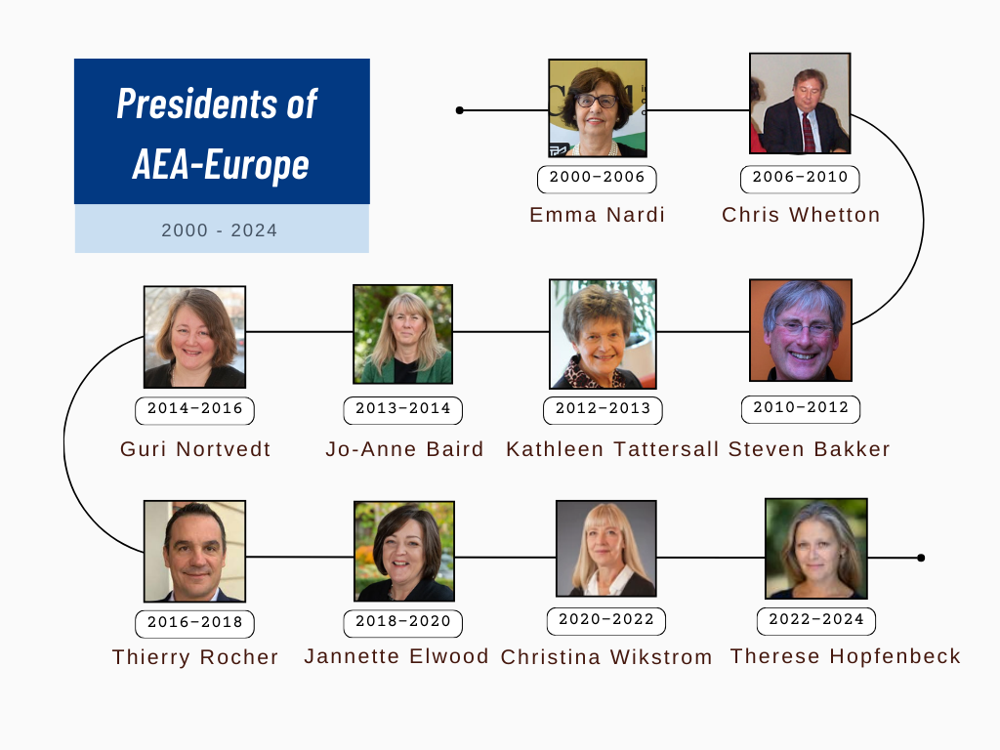 Presidents of
AEA-Europe
2000 - 2024
2000-2006
Emma Nardi
2006-2010
Chris Whetton
2010-2012
Steven Bakker
2012-2013
Kathleen Tattersall
2013-2014
Jo-Anne Baird
2014-2016
Guri Nortvedt
2016-2018
Thierry Rocher
2018-2020
Jannette Elwood
2020-2022
Christina Wikstrom
2022-2024
Therese Hopfenbeck